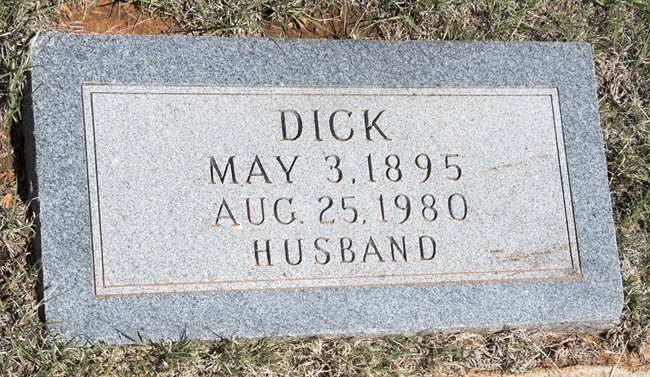 DICK
MAY 3, 1895
AUG. 25, 1980
HUSBAND